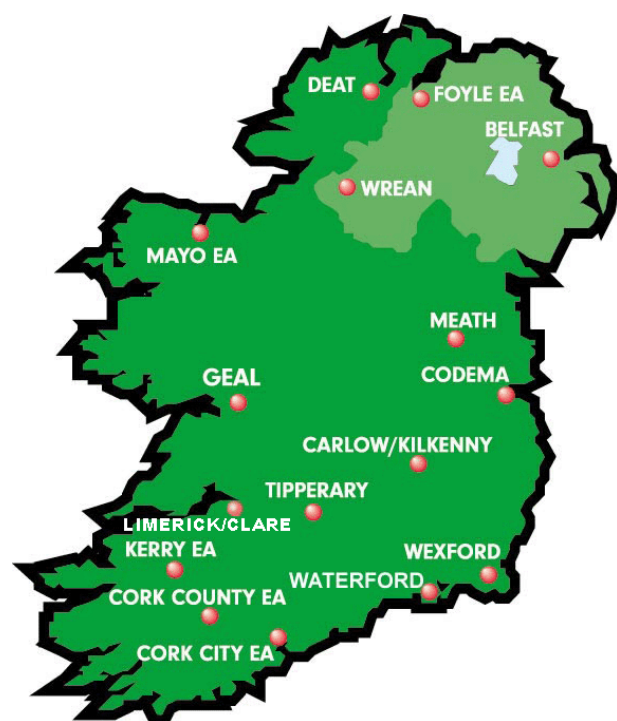 DEAT
FOYLE EA
BELFAST
WREAN
MAYO EA
MEATH
GEAL
CODEMA
CARLOW/KILKENNY
TIPPERARY
LIMERICK/CLARE
KERRY EA
WEXFORD
WATERFORD
CORK COUNTY EA
CORK CITY EA